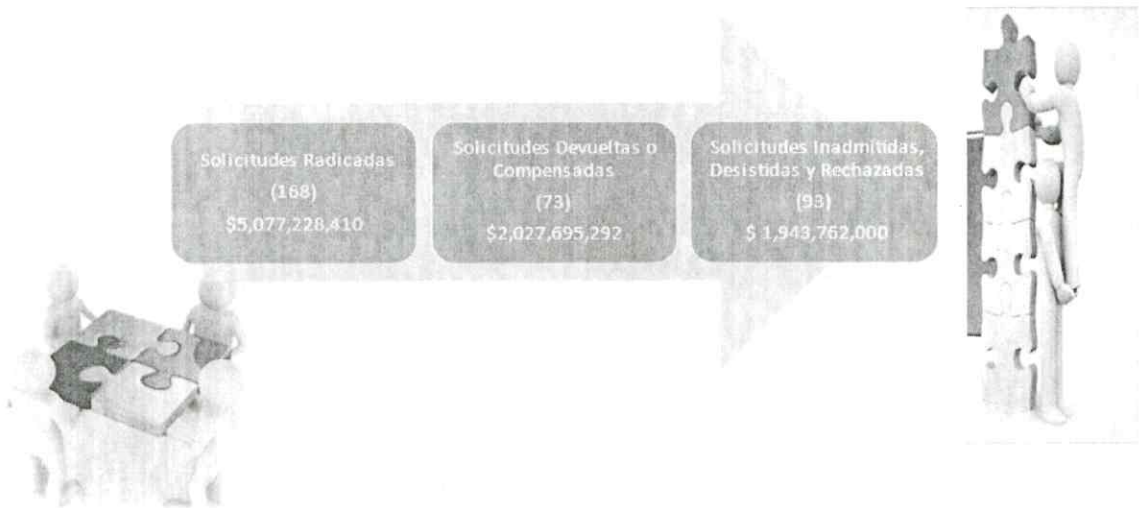 Solicitudes Radicadas
(168)
$5,077,228,410
Solicitudes Devueltas o
Compensadas
(73)
$2,027,695,292
Solicitudes Inadmitidas,
Desistidas y Rechazadas
(93)
$ 1,943,762,000